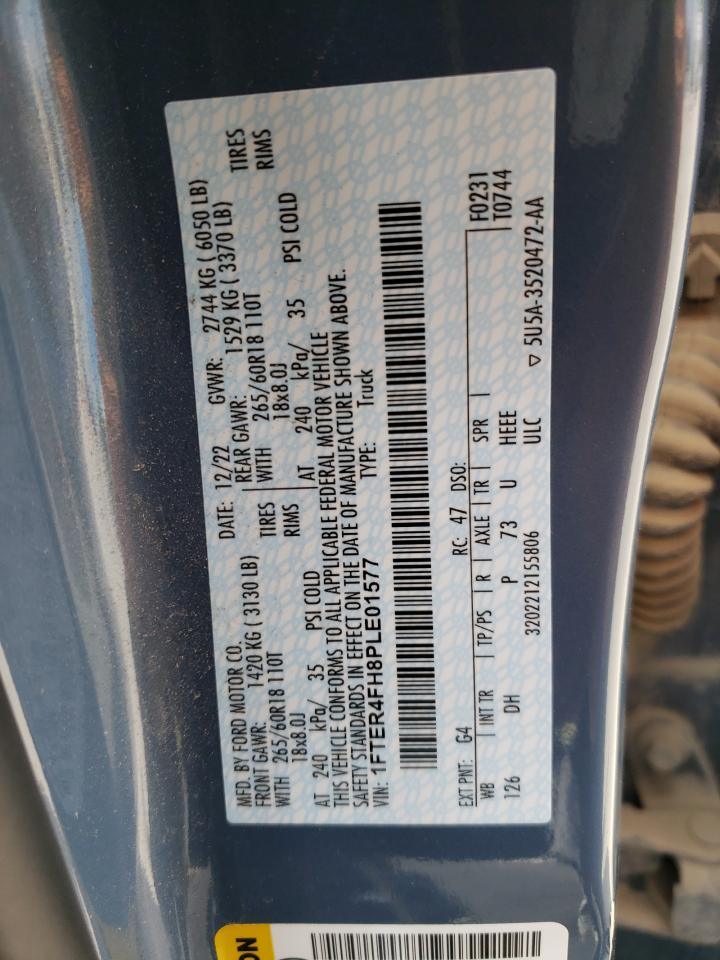 MFD. BY FORD MOTOR CO. DATE: 12/22 GVWR: 2744 KG ( 6050 LB)
FRONT GAWR: 1420 KG ( 3130 LB) REAR GAWR: 1529 KG ( 3370 LB)
WITH 265/60R18 110T TIRES WITH 265/60R18 110T TIRES
18x8.0J RIMS 18x8.0J RIMS
AT 240 kPa/ 35 PSI COLD AT 240 kPa/ 35 PSI COLD
THIS VEHICLE CONFORMS TO ALL APPLICABLE FEDERAL MOTOR VEHICLE
SAFETY STANDARDS IN EFFECT ON THE DATE OF MANUFACTURE SHOWN ABOVE.
VIN: 1FTER4FH8PLE01577 TYPE: Truck
EXT PNT: G4 RC: 47 DSO: F0231
WB INT TR TP/PS R AXLE TR SPR T0744
126 DH P 73 U HEEE
3202212155806 ULC ▽ 5U5A-3520472-AA
ON